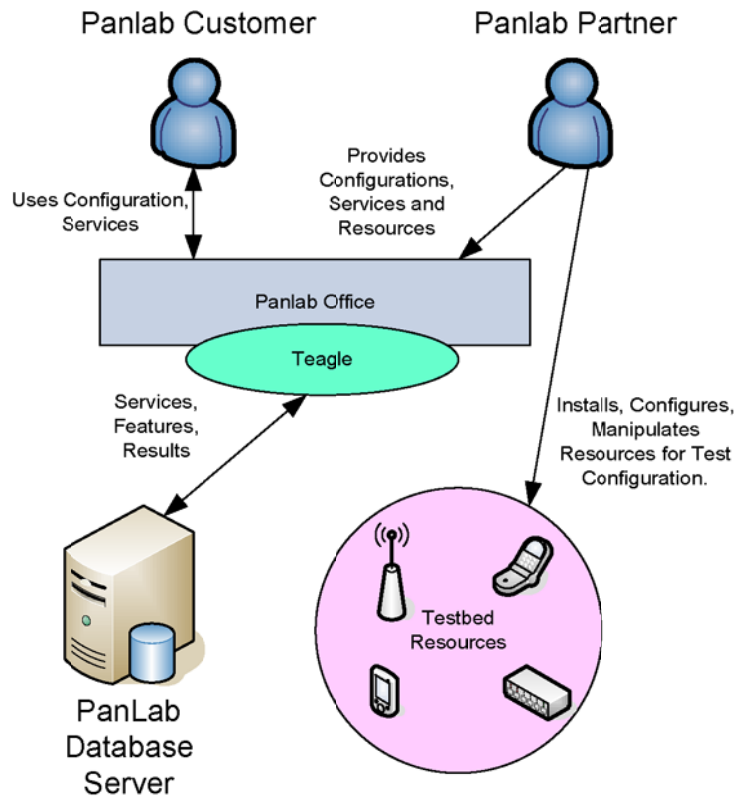 Panlab Customer
Panlab Partner
Uses Configuration,
Services
Provides
Configurations,
Services and
Resources
Panlab Office
Teagle
Services,
Features,
Results
Installs, Configures,
Manipulates
Resources for Test
Configuration.
Testbed
Resources
PanLab
Database
Server